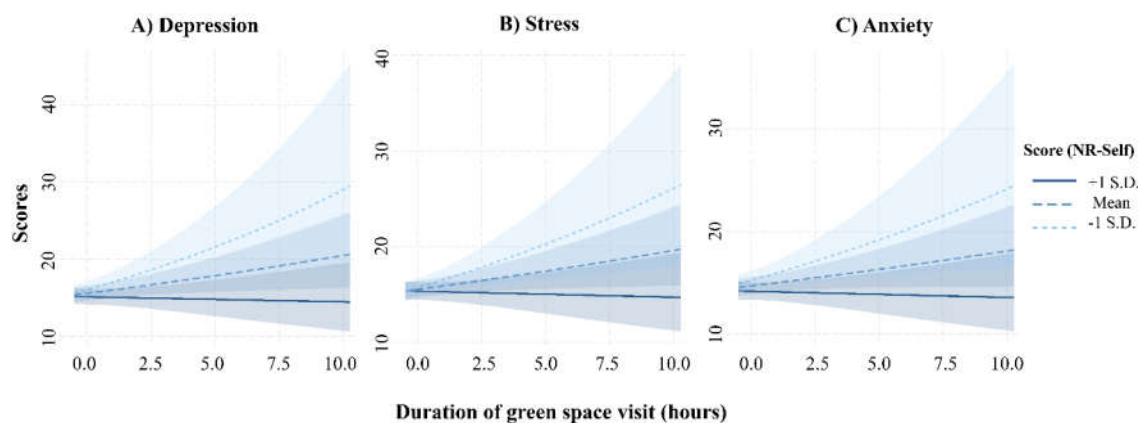 A) Depression
B) Stress
C) Anxiety
Scores
40
30
20
10
40
30
20
10
30
20
10
0.0 2.5 5.0 7.5 10.0
0.0 2.5 5.0 7.5 10.0
0.0 2.5 5.0 7.5 10.0
Duration of green space visit (hours)
Score (NR-Self)
+1 S.D.
Mean
-1 S.D.